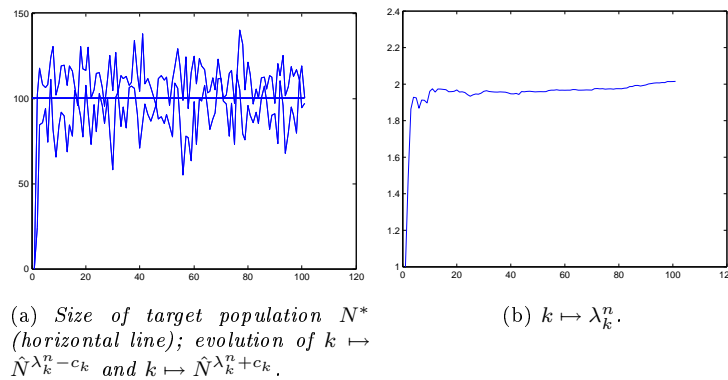 150
100
50
0
0 20 40 60 80 100 120
2.4
2.2
2
1.8
1.6
1.4
1.2
1
0 20 40 60 80 100 120
(a) Size of target population N*
(horizontal line); evolution of k ↦
N̂^{λ_k^n − c_k} and k ↦ N̂^{λ_k^n + c_k}.
(b) k ↦ λ_k^n.